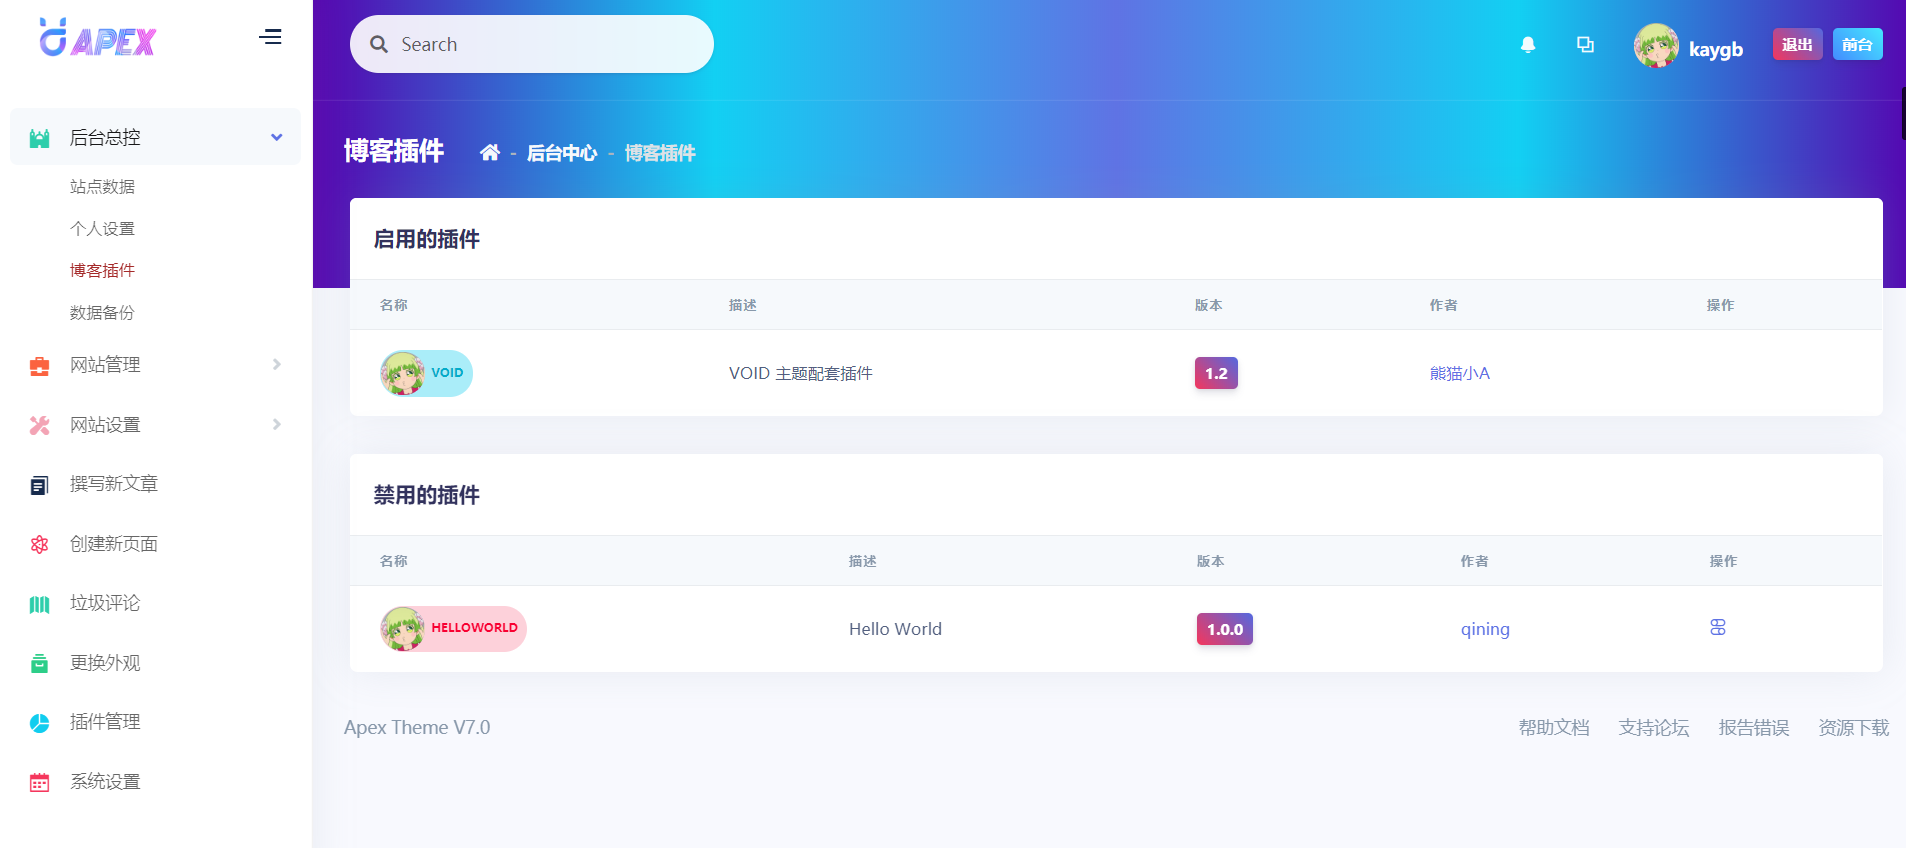 APEX
Search
kaygb
退出
前台
后台总控
站点数据
个人设置
博客插件
数据备份
网站管理
网站设置
撰写新文章
创建新页面
垃圾评论
更换外观
插件管理
系统设置
博客插件
- 后台中心 - 博客插件
启用的插件
名称 描述 版本 作者 操作
VOID VOID 主题配套插件 1.2 熊猫小A
禁用的插件
名称 描述 版本 作者 操作
HELLOWORLD Hello World 1.0.0 qining
Apex Theme V7.0
帮助文档 支持论坛 报告错误 资源下载